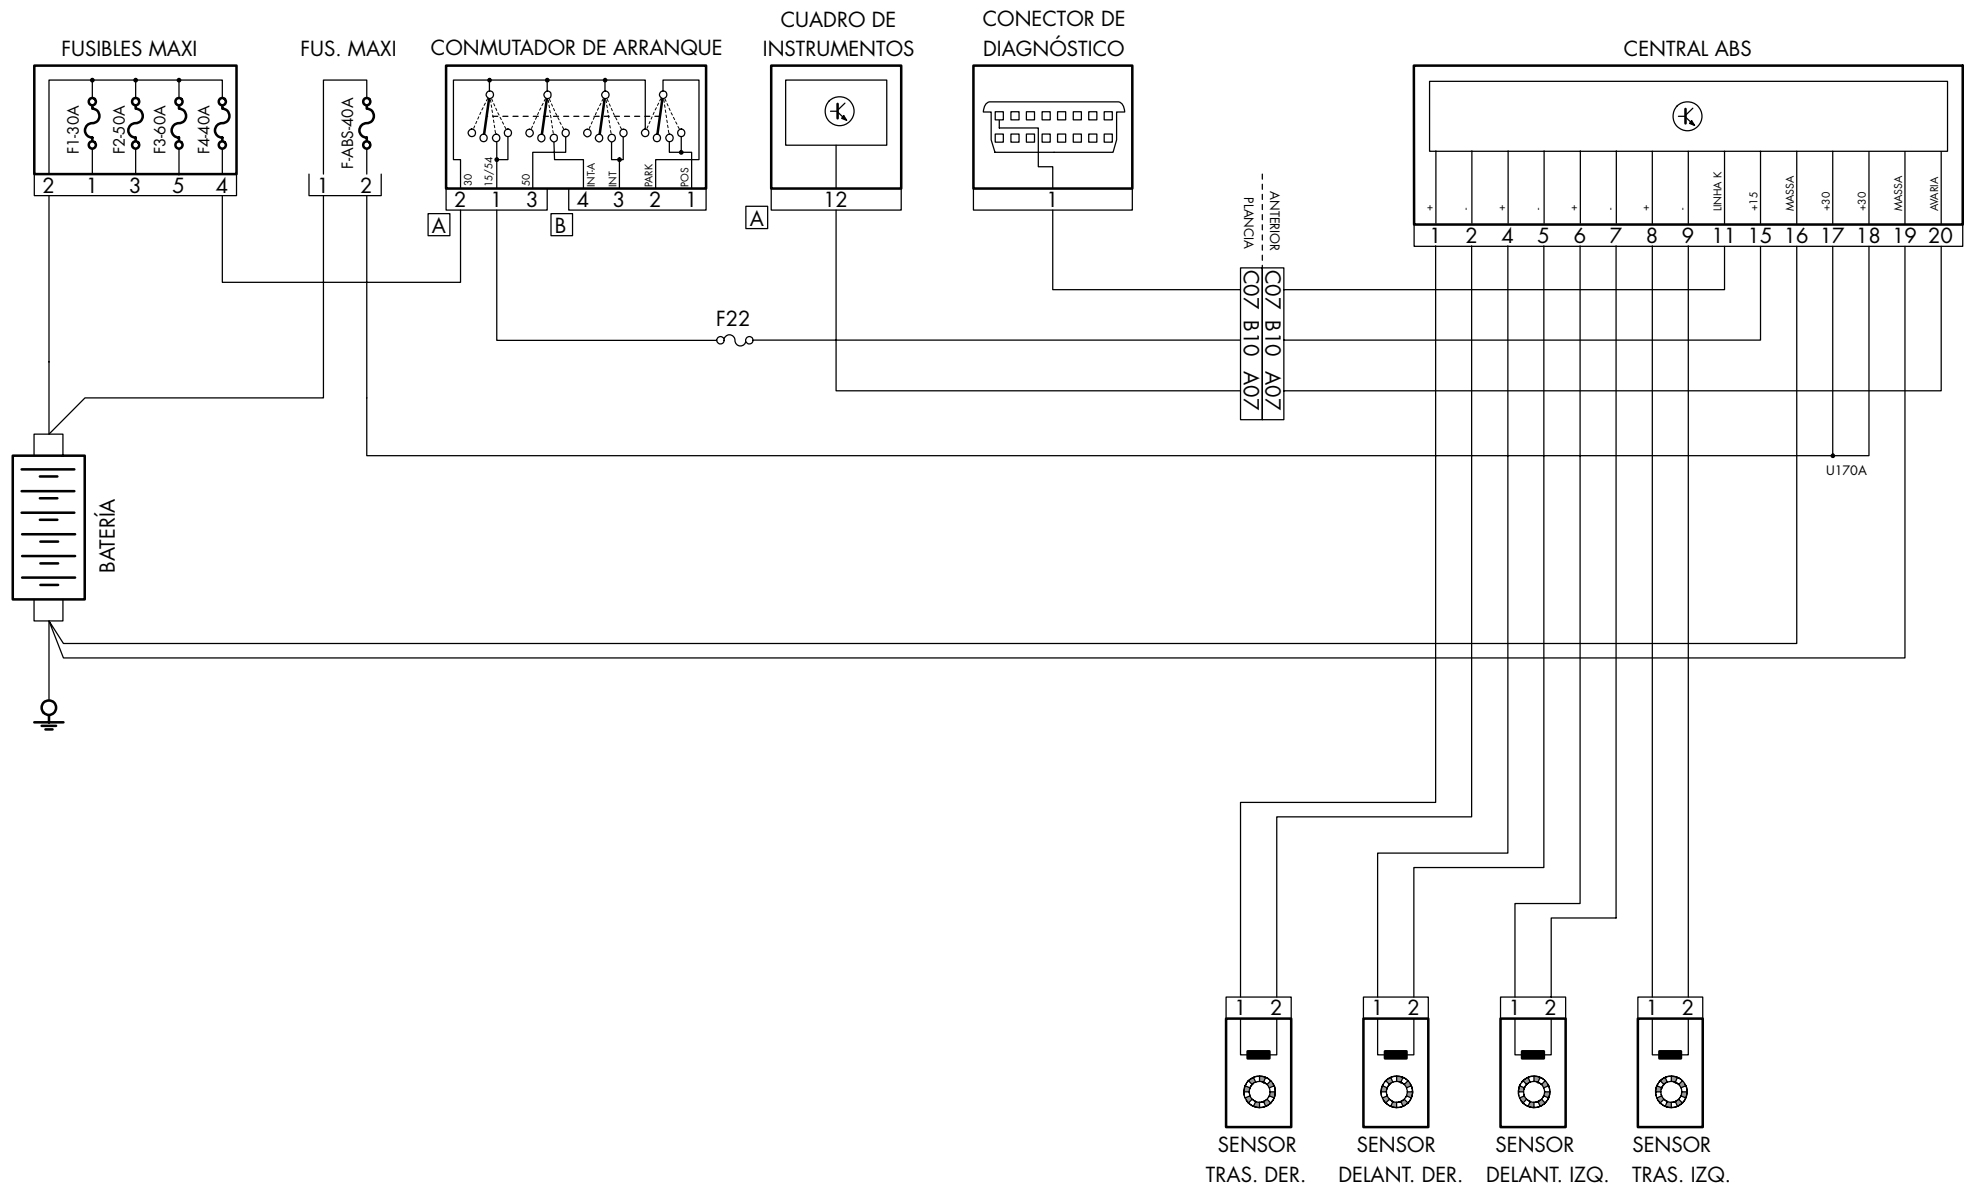 FUSIBLES MAXI
F1-30A
F2-50A
F3-60A
F4-40A
2 1 3 5 4
FUS. MAXI
F-ABS-40A
1 2
CONMUTADOR DE ARRANQUE
30
15/54
50
INT-A
INT
PARK
POS
2 1 3 4 3 2 1
A
B
CUADRO DE
INSTRUMENTOS
12
A
CONECTOR DE
DIAGNÓSTICO
1
PLANCIA
ANTERIOR
C07 B10 A07
C07 B10 A07
F22
CENTRAL ABS
+
-
+
-
+
-
+
-
LINHA K
+15
MASSA
+30
+30
MASSA
AVARIA
1 2 4 5 6 7 8 9 11 15 16 17 18 19 20
U170A
BATERÍA
1 2
SENSOR
TRAS. DER.
1 2
SENSOR
DELANT. DER.
1 2
SENSOR
DELANT. IZQ.
1 2
SENSOR
TRAS. IZQ.